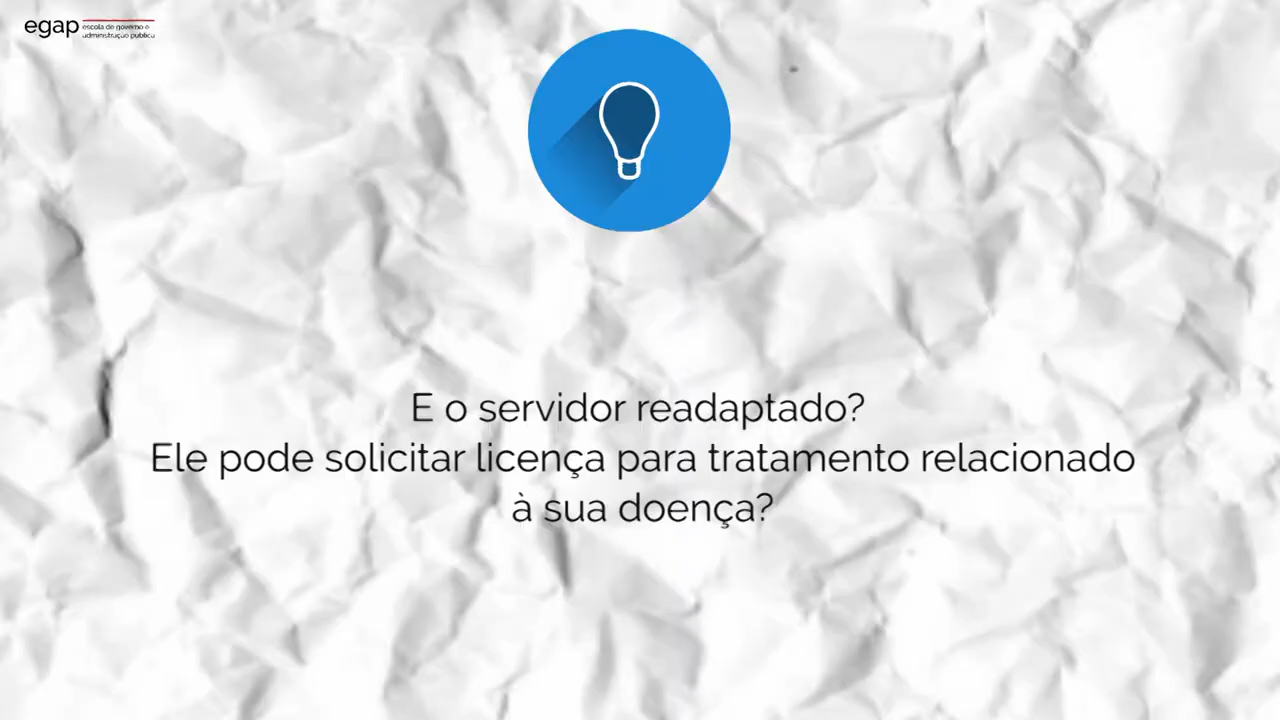 egap
escola de governo e
administração pública
E o servidor readaptado?
Ele pode solicitar licença para tratamento relacionado
à sua doença?